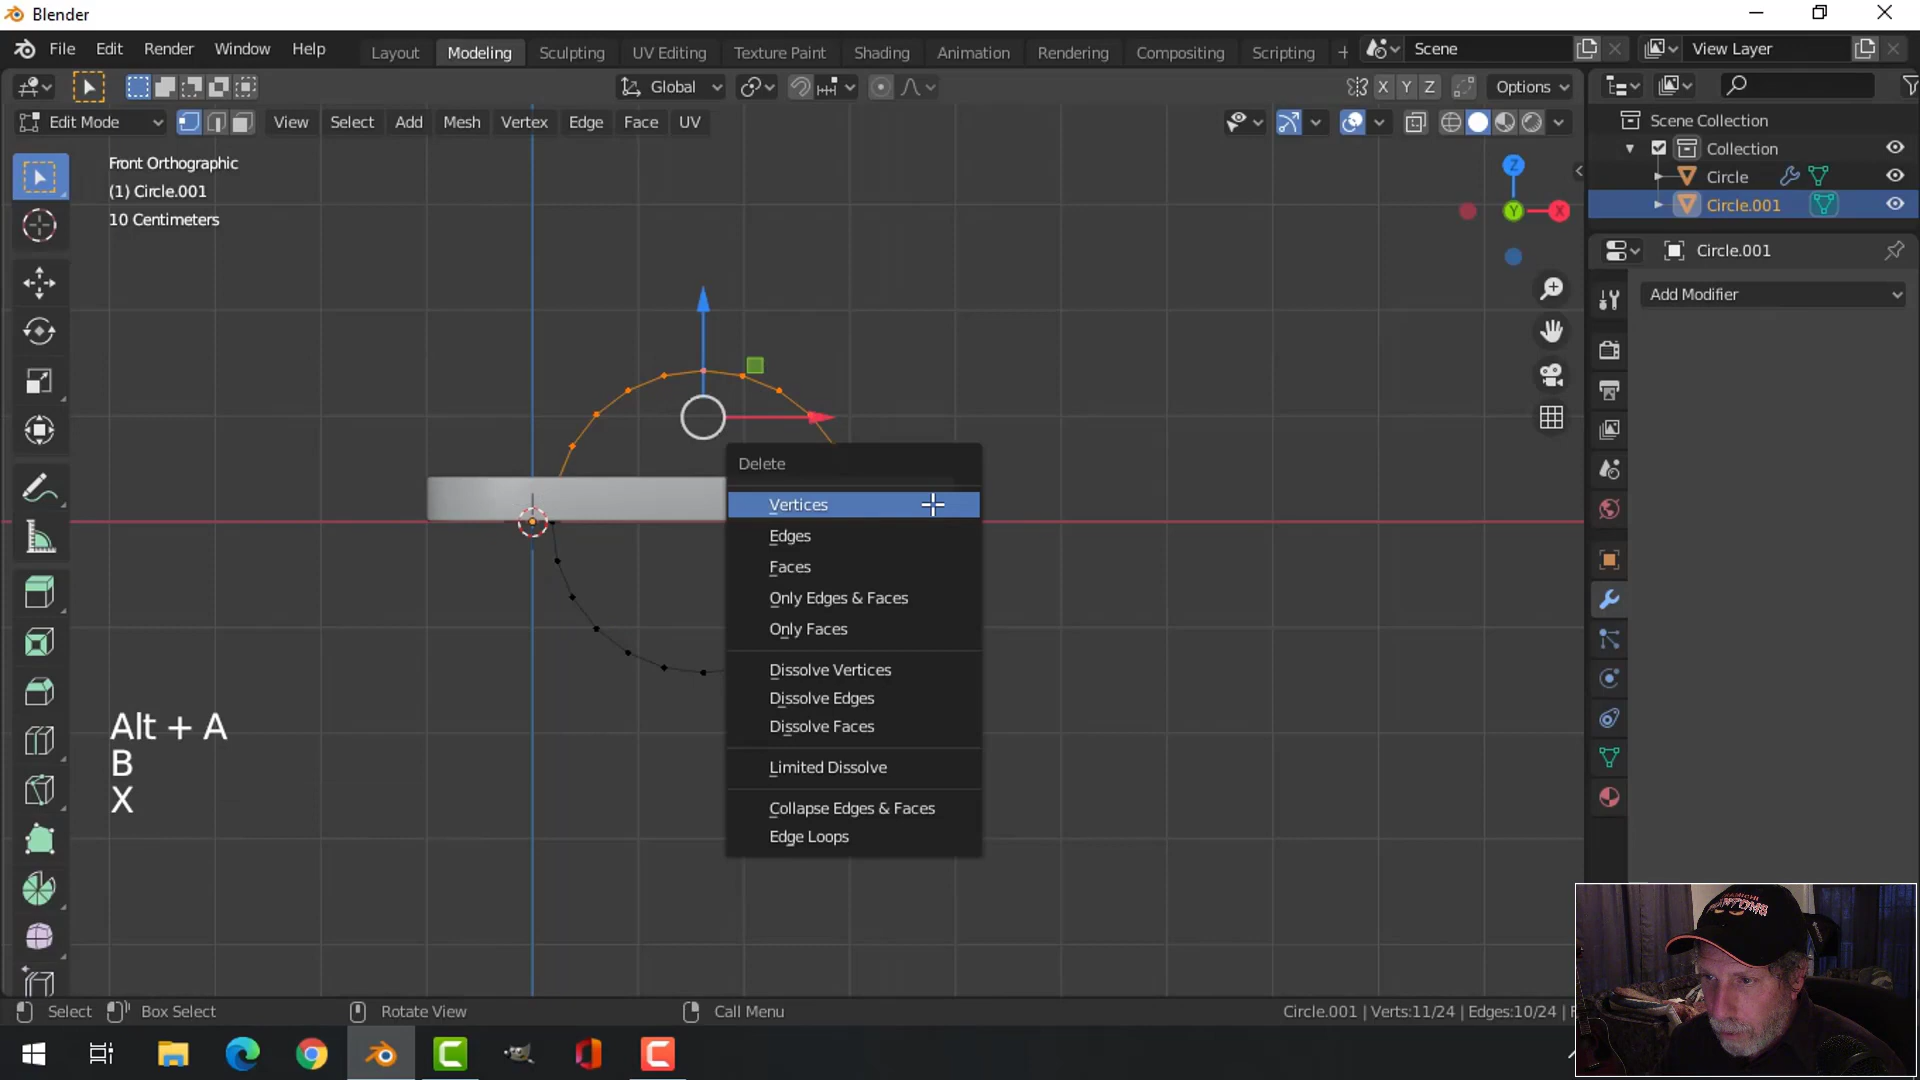 Blender
File Edit Render Window Help
Layout Modeling Sculpting UV Editing Texture Paint Shading Animation Rendering Compositing Scripting +
Scene
View Layer
Global
X Y Z
Options
Edit Mode
View Select Add Mesh Vertex Edge Face UV
Scene Collection
Collection
Circle
Circle.001
Circle.001
Add Modifier
Front Orthographic
(1) Circle.001
10 Centimeters
Z
Y
X
Delete
Vertices
Edges
Faces
Only Edges & Faces
Only Faces
Dissolve Vertices
Dissolve Edges
Dissolve Faces
Limited Dissolve
Collapse Edges & Faces
Edge Loops
Alt + A
B
X
Select Box Select Rotate View Call Menu
Circle.001 | Verts:11/24 | Edges:10/24 | F